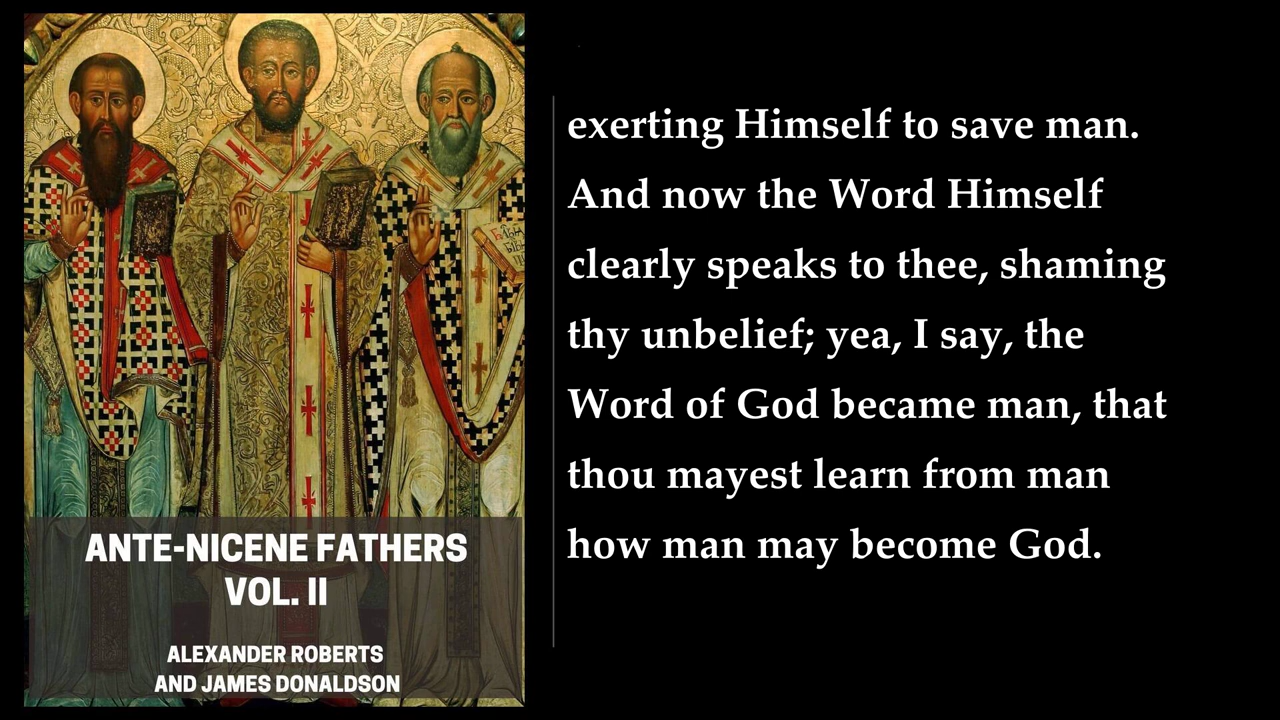 exerting Himself to save man.
And now the Word Himself
clearly speaks to thee, shaming
thy unbelief; yea, I say, the
Word of God became man, that
thou mayest learn from man
how man may become God.
ANTE-NICENE FATHERS
VOL. II
ALEXANDER ROBERTS
AND JAMES DONALDSON